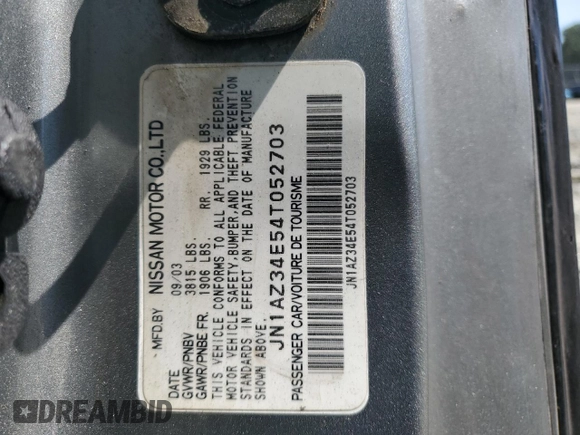 MFD.BY NISSAN MOTOR CO.,LTD
DATE 09/03
GVWR/PNBV 3815 LBS.
GAWR/PNBE FR. 1906 LBS. RR. 1929 LBS.
THIS VEHICLE CONFORMS TO ALL APPLICABLE FEDERAL
MOTOR VEHICLE SAFETY, BUMPER, AND THEFT PREVENTION
STANDARDS IN EFFECT ON THE DATE OF MANUFACTURE
SHOWN ABOVE.
JN1AZ34E54T052703
PASSENGER CAR/VOITURE DE TOURISME
JN1AZ34E54T052703
DREAMBID